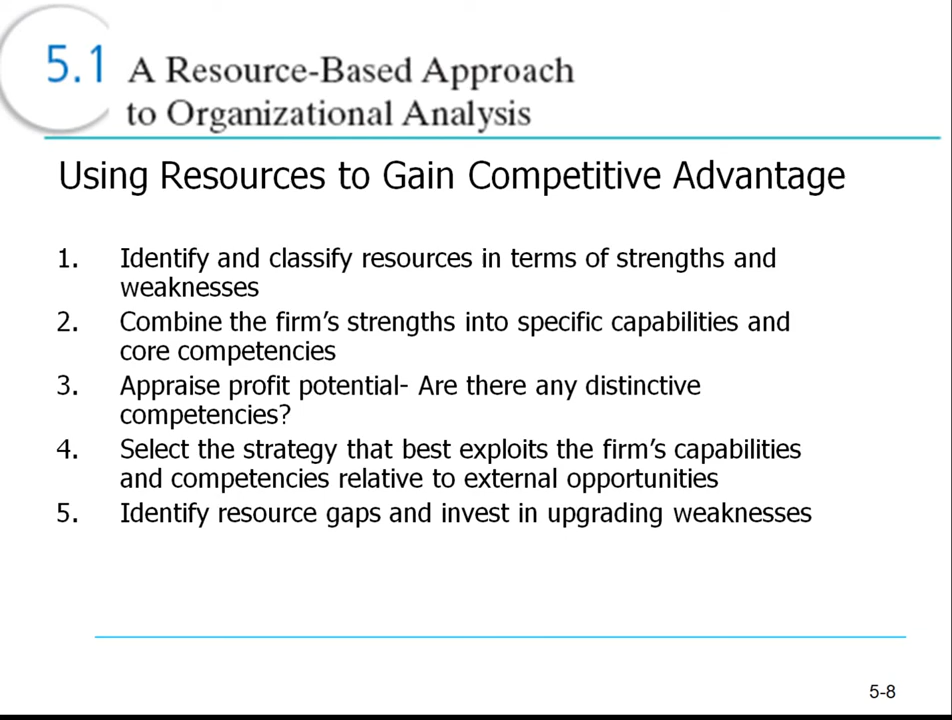 5.1 A Resource-Based Approach
to Organizational Analysis
Using Resources to Gain Competitive Advantage
1. Identify and classify resources in terms of strengths and
weaknesses
2. Combine the firm’s strengths into specific capabilities and
core competencies
3. Appraise profit potential- Are there any distinctive
competencies?
4. Select the strategy that best exploits the firm’s capabilities
and competencies relative to external opportunities
5. Identify resource gaps and invest in upgrading weaknesses
5-8